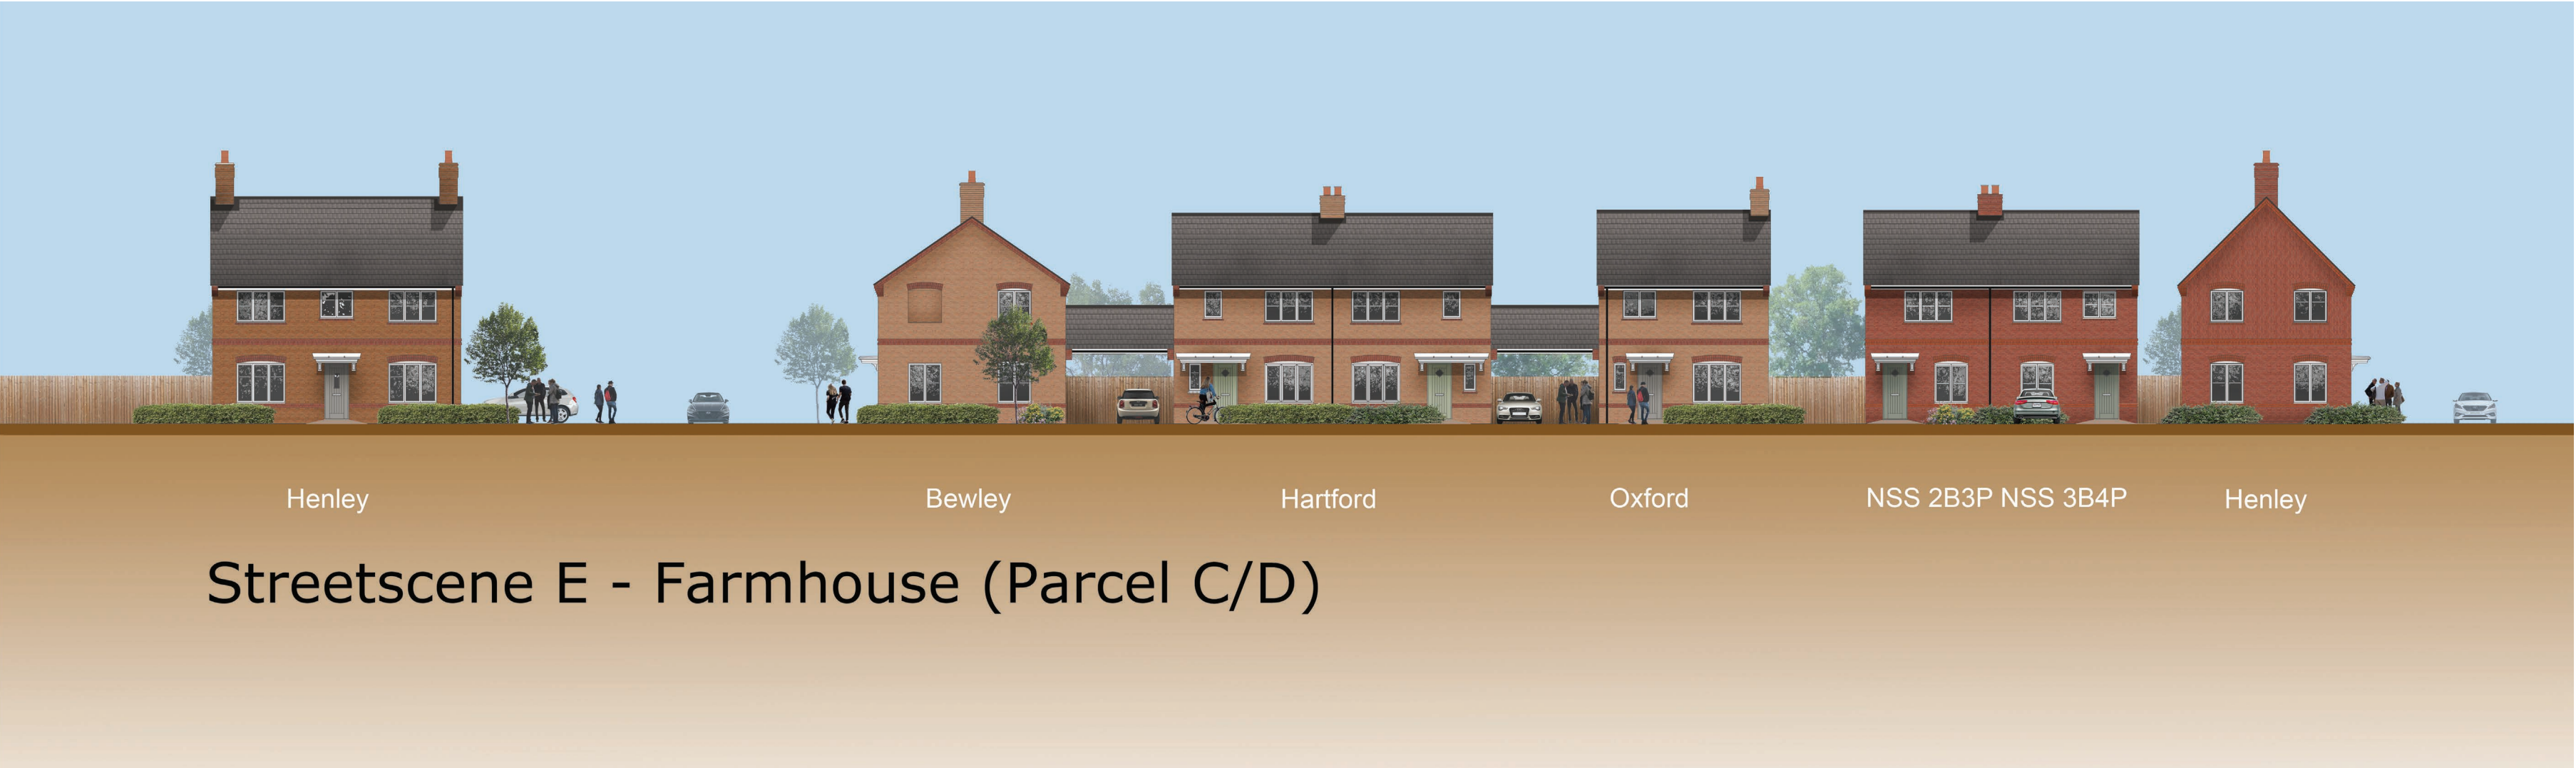 Henley Bewley Hartford Oxford NSS 2B3P NSS 3B4P Henley
Streetscene E - Farmhouse (Parcel C/D)